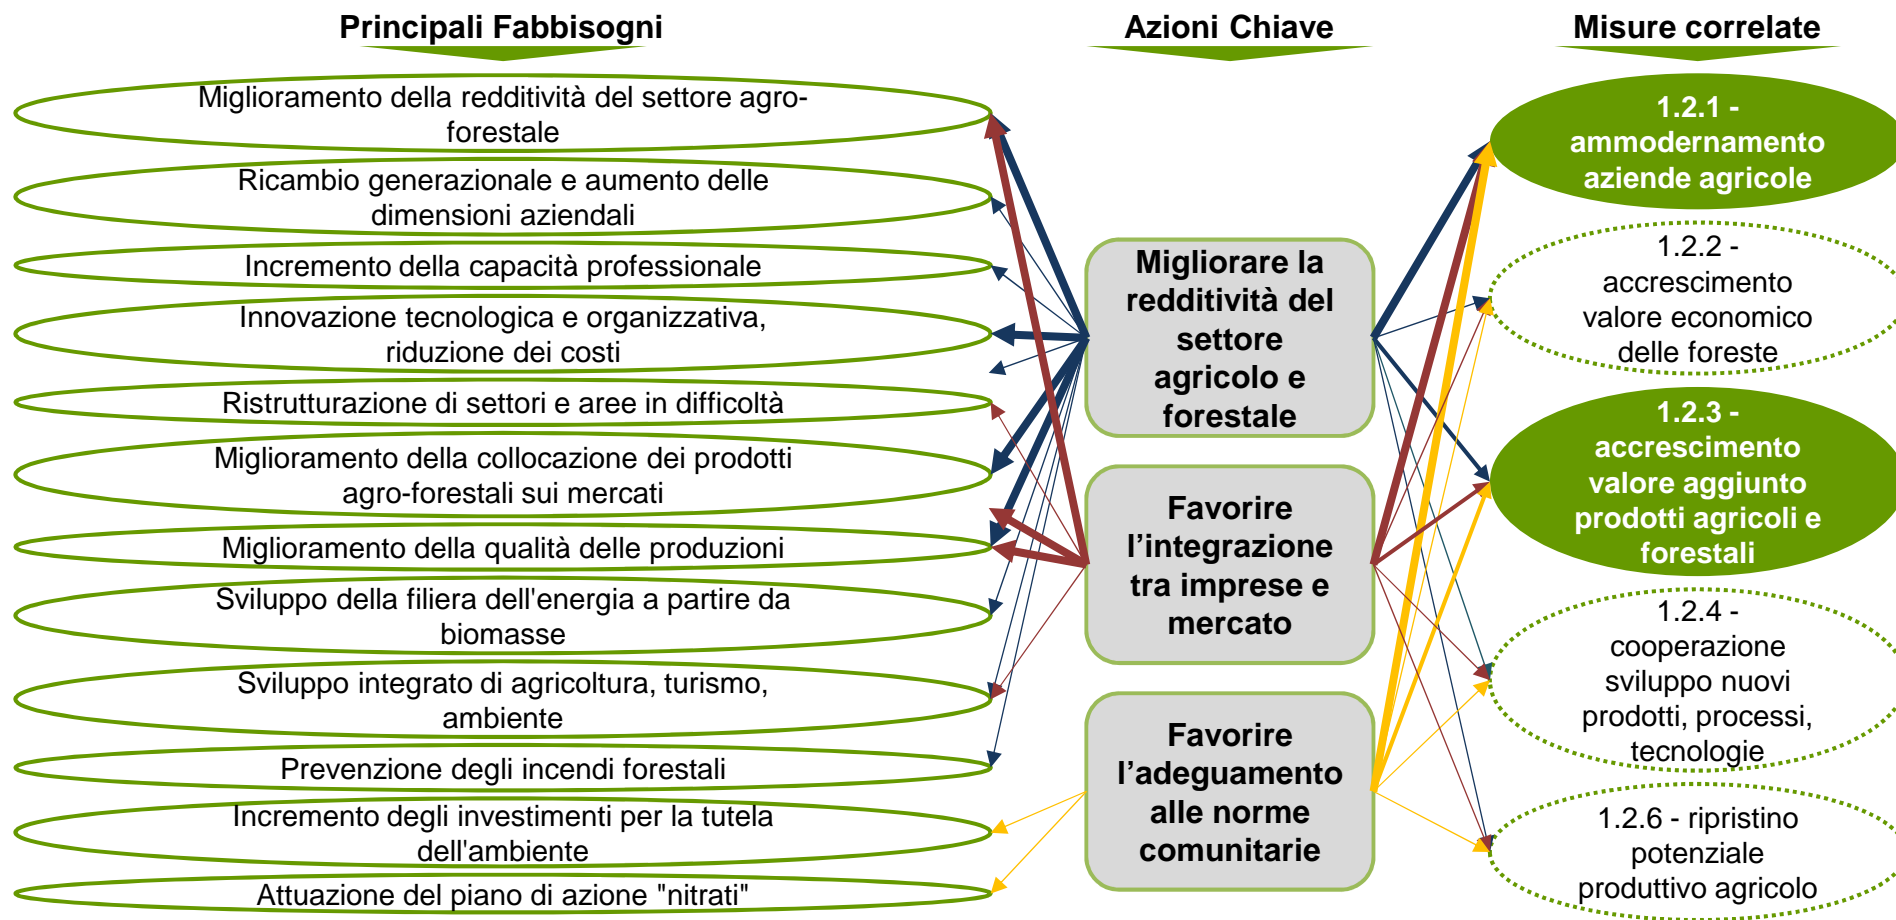 Principali Fabbisogni
Azioni Chiave
Misure correlate
Miglioramento della redditività del settore agro-
forestale
Ricambio generazionale e aumento delle
dimensioni aziendali
Incremento della capacità professionale
Innovazione tecnologica e organizzativa,
riduzione dei costi
Ristrutturazione di settori e aree in difficoltà
Miglioramento della collocazione dei prodotti
agro-forestali sui mercati
Miglioramento della qualità delle produzioni
Sviluppo della filiera dell'energia a partire da
biomasse
Sviluppo integrato di agricoltura, turismo,
ambiente
Prevenzione degli incendi forestali
Incremento degli investimenti per la tutela
dell'ambiente
Attuazione del piano di azione "nitrati"
Migliorare la
redditività del
settore
agricolo e
forestale
Favorire
l’integrazione
tra imprese e
mercato
Favorire
l’adeguamento
alle norme
comunitarie
1.2.1 -
ammodernamento
aziende agricole
1.2.2 -
accrescimento
valore economico
delle foreste
1.2.3 -
accrescimento
valore aggiunto
prodotti agricoli e
forestali
1.2.4 -
cooperazione
sviluppo nuovi
prodotti, processi,
tecnologie
1.2.6 - ripristino
potenziale
produttivo agricolo